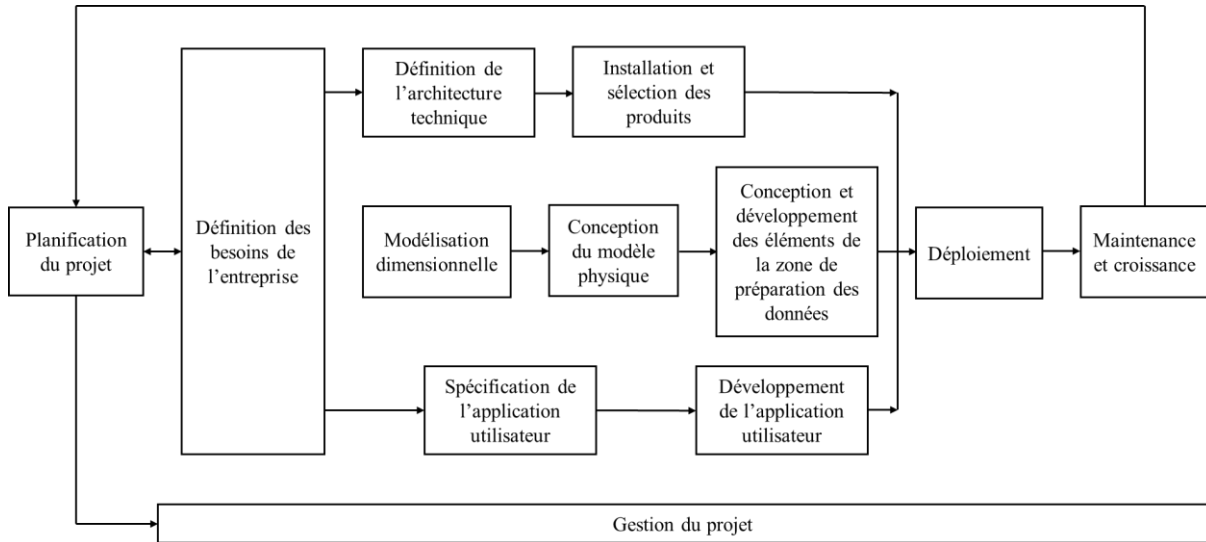 Définition de
l’architecture
technique
Installation et
sélection des
produits
Planification
du projet
Définition des
besoins de
l’entreprise
Modélisation
dimensionnelle
Conception
du modèle
physique
Conception et
développement
des éléments de
la zone de
préparation des
données
Déploiement
Maintenance
et croissance
Spécification de
l’application
utilisateur
Développement
de l’application
utilisateur
Gestion du projet